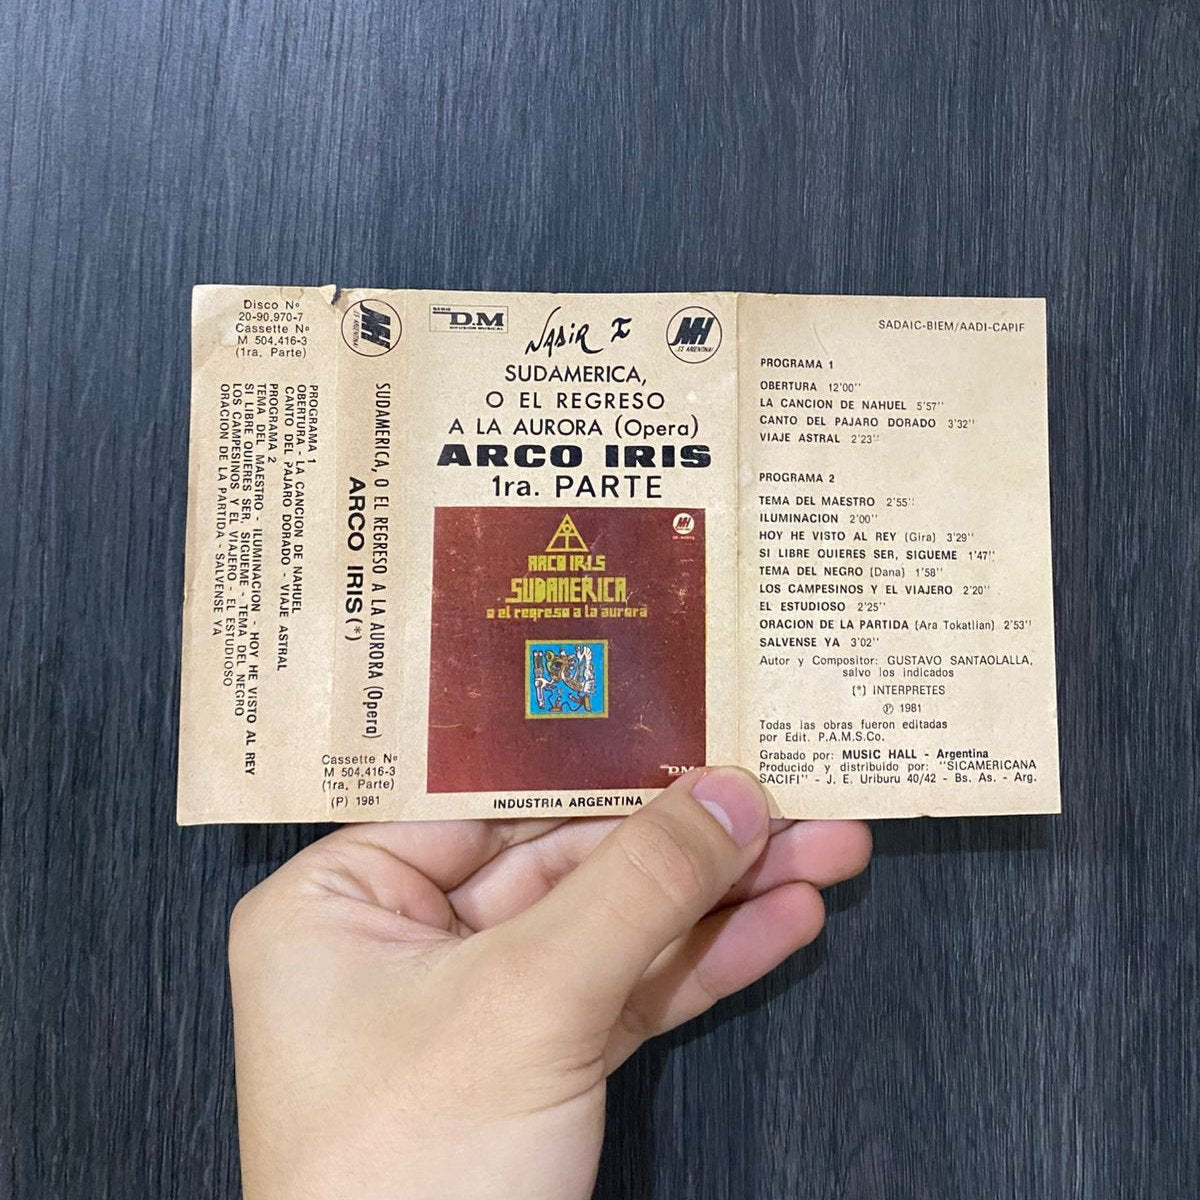 Disco Nº
20-90.970-7
Cassette Nº
M 504.416-3
(1ra. Parte)
PROGRAMA 1
OBERTURA - LA CANCION DE NAHUEL
CANTO DEL PAJARO DORADO - VIAJE ASTRAL
PROGRAMA 2
TEMA DEL MAESTRO - ILUMINACION - HOY HE VISTO AL REY
SI LIBRE QUIERES SER, SIGUEME - TEMA DEL NEGRO
LOS CAMPESINOS Y EL VIAJERO - EL ESTUDIOSO
ORACION DE LA PARTIDA - SALVENSE YA
MH
ES ARGENTINA!
SUDAMERICA, O EL REGRESO A LA AURORA (Opera)
ARCO IRIS (*)
Cassette Nº
M 504.416-3
(1ra. Parte)
(P) 1981
SERIE
D.M
DIFUSION MUSICAL
NADIR
MH
ES ARGENTINA!
SUDAMERICA,
O EL REGRESO
A LA AURORA (Opera)
ARCO IRIS
1ra. PARTE
MH
ARCO IRIS
SUDAMERICA
o el regreso a la aurora
D.M
INDUSTRIA ARGENTINA
SADAIC-BIEM/AADI-CAPIF
PROGRAMA 1
OBERTURA 12'00''
LA CANCION DE NAHUEL 5'57''
CANTO DEL PAJARO DORADO 3'32''
VIAJE ASTRAL 2'23''
PROGRAMA 2
TEMA DEL MAESTRO 2'55''
ILUMINACION 2'00''
HOY HE VISTO AL REY (Gira) 3'29''
SI LIBRE QUIERES SER, SIGUEME 1'47''
TEMA DEL NEGRO (Dana) 1'58''
LOS CAMPESINOS Y EL VIAJERO 2'20''
EL ESTUDIOSO 2'25''
ORACION DE LA PARTIDA (Ara Tokatlian) 2'53''
SALVENSE YA 3'02''
Autor y Compositor: GUSTAVO SANTAOLALLA,
salvo los indicados
(*) INTERPRETES
℗ 1981
Todas las obras fueron editadas
por Edit. P.A.M.S.Co.
Grabado por: MUSIC HALL - Argentina
Producido y distribuido por: "SICAMERICANA
SACIFI" - J. E. Uriburu 40/42 - Bs. As. - Arg.